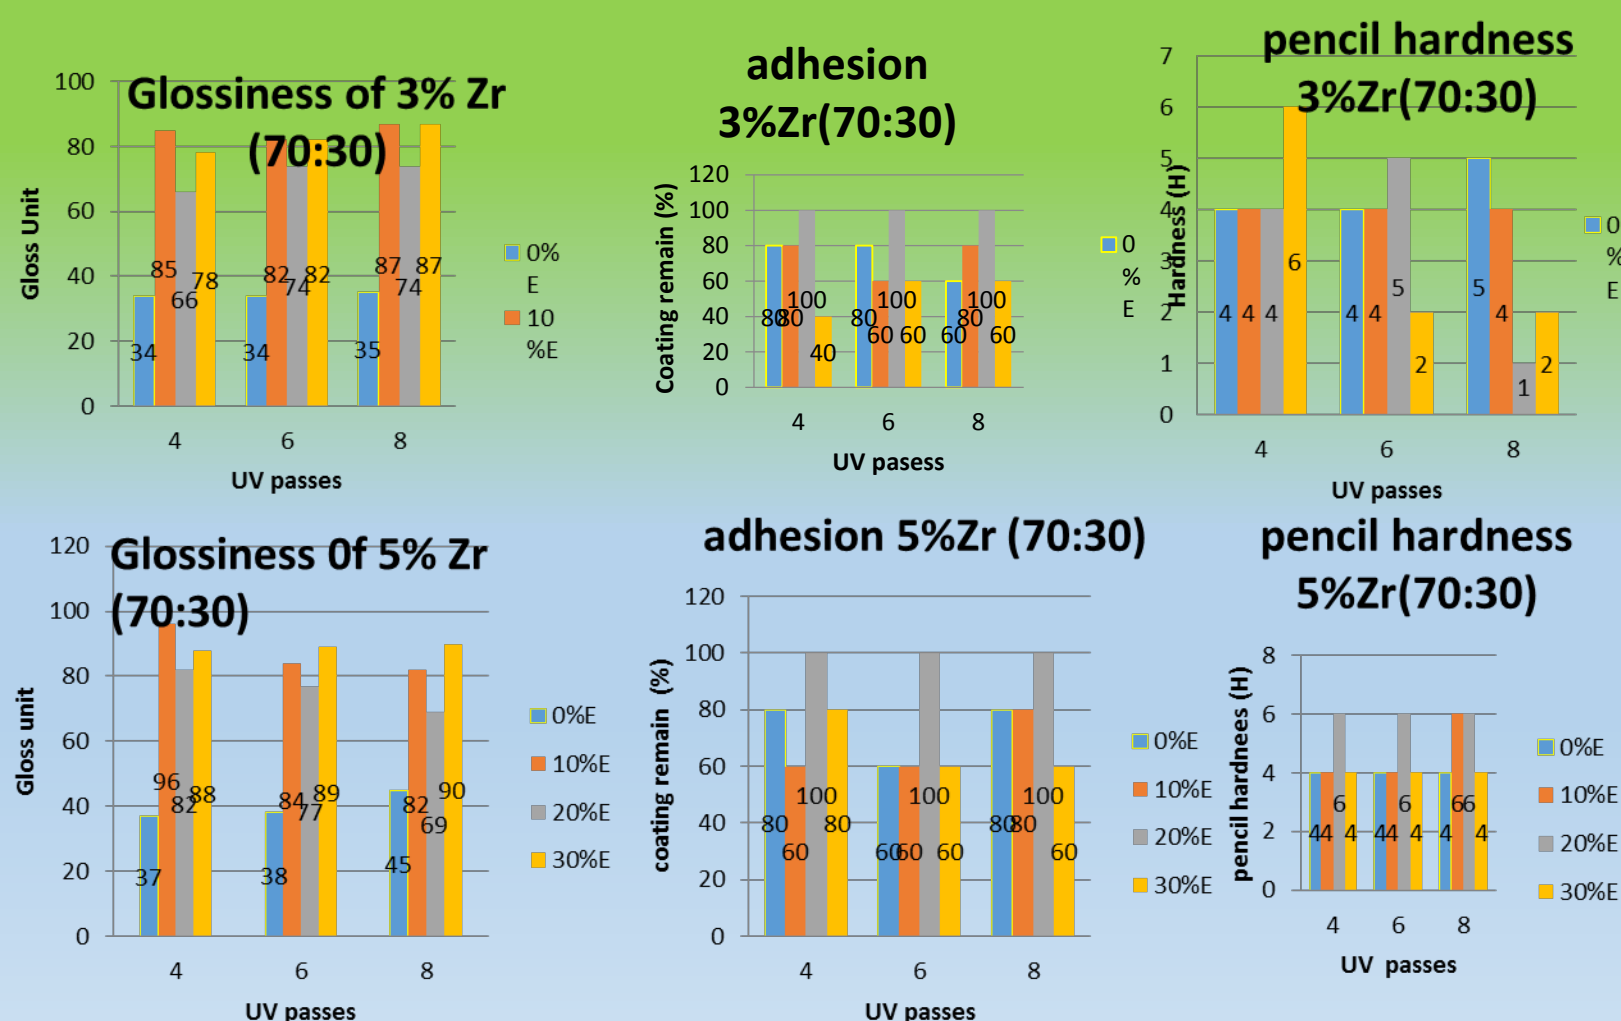 Glossiness of 3% Zr
(70:30)
100
80
60
40
20
0
Gloss Unit
85
78
66
34
82
82
74
34
87
87
74
35
4 6 8
UV passes
0%
E
10
%E
adhesion
3%Zr(70:30)
120
100
80
60
40
20
0
Coating remain (%)
80
80
100
40
80
60
100
60
60
80
100
60
4 6 8
UV pasess
0
%
E
pencil hardness
3%Zr(70:30)
7
6
5
4
3
2
1
0
Hardness (H)
4 4 4 6
4 4 5 2
5 4 1 2
4 6 8
UV passes
0
%
E
Glossiness 0f 5% Zr
(70:30)
120
100
80
60
40
20
0
Gloss unit
37 96 82 88
38 84 77 89
45 82 69 90
4 6 8
UV passes
0%E
10%E
20%E
30%E
adhesion 5%Zr (70:30)
120
100
80
60
40
20
0
coating remain (%)
80 60 100 80
60 60 100 60
80 80 100 60
4 6 8
UV passes
0%E
10%E
20%E
30%E
pencil hardness
5%Zr(70:30)
8
6
4
2
0
pencil hardnees (H)
4 4 6 4
4 4 6 4
4 6 6 4
4 6 8
UV passes
0%E
10%E
20%E
30%E